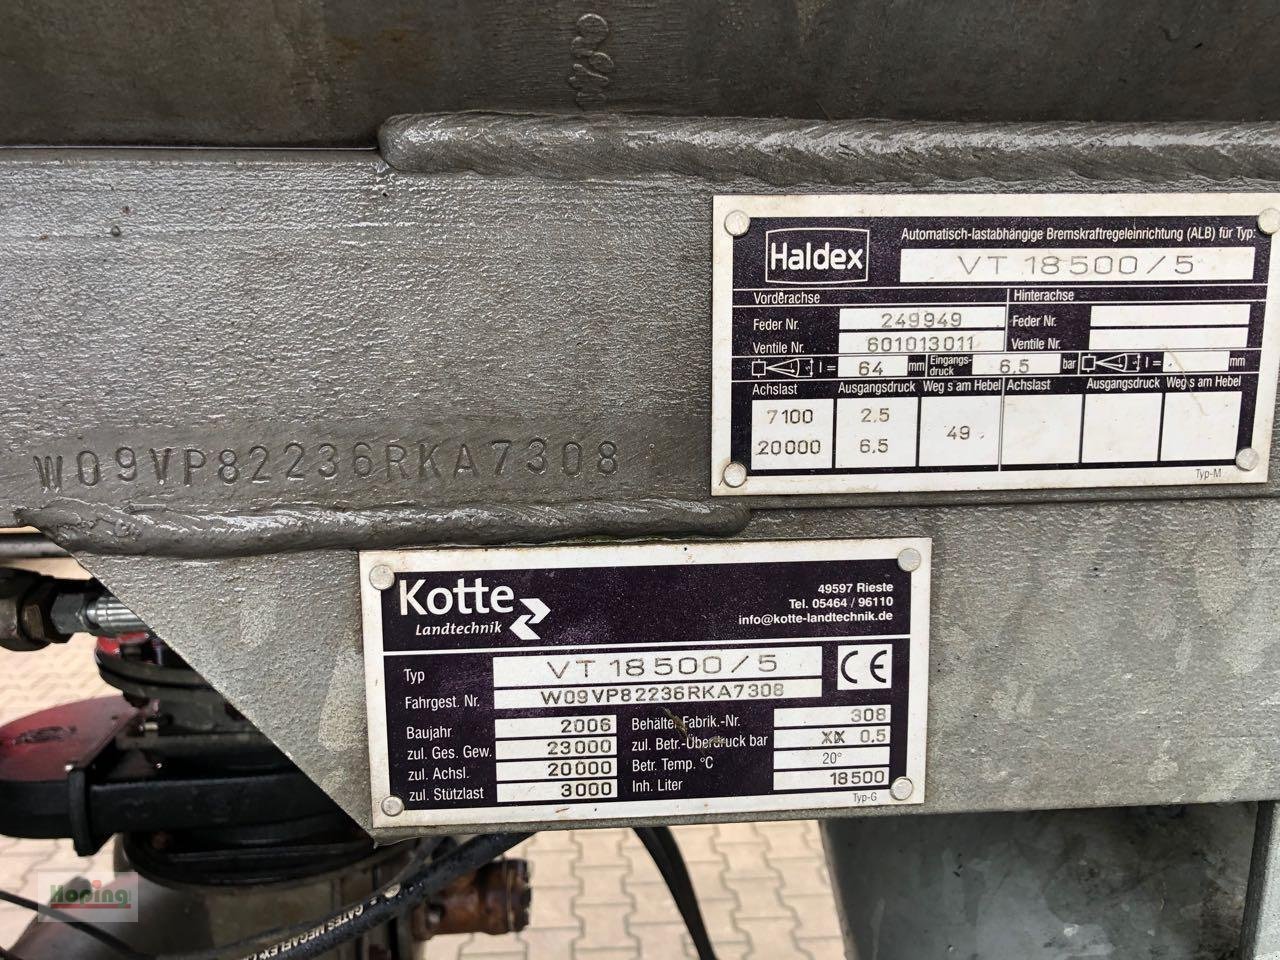 Haldex
Automatisch-lastabhängige Bremskraftregeleinrichtung (ALB) für Typ:
VT 18500/5
Vorderachse Hinterachse
Feder Nr. 249949 Feder Nr.
Ventile Nr. 601013011 Ventile Nr.
l = 64 mm Eingangs-druck 6,5 bar l = mm
Achslast Ausgangsdruck Weg s am Hebel Achslast Ausgangsdruck Weg s am Hebel
7100 2,5
49
20000 6,5
Typ-M
W09VP82236RKA7308
Kotte
Landtechnik
49597 Rieste
Tel. 05464 / 96110
info@kotte-landtechnik.de
Typ VT 18500/5 CE
Fahrgest. Nr. W09VP82236RKA7308
Baujahr 2006 Behälter Fabrik.-Nr. 308
zul. Ges. Gew. 23000 zul. Betr.-Überdruck bar 0,5
zul. Achsl. 20000 Betr. Temp. °C 20°
zul. Stützlast 3000 Inh. Liter 18500
Typ-G
Hoping
GATES MEGAFLEX